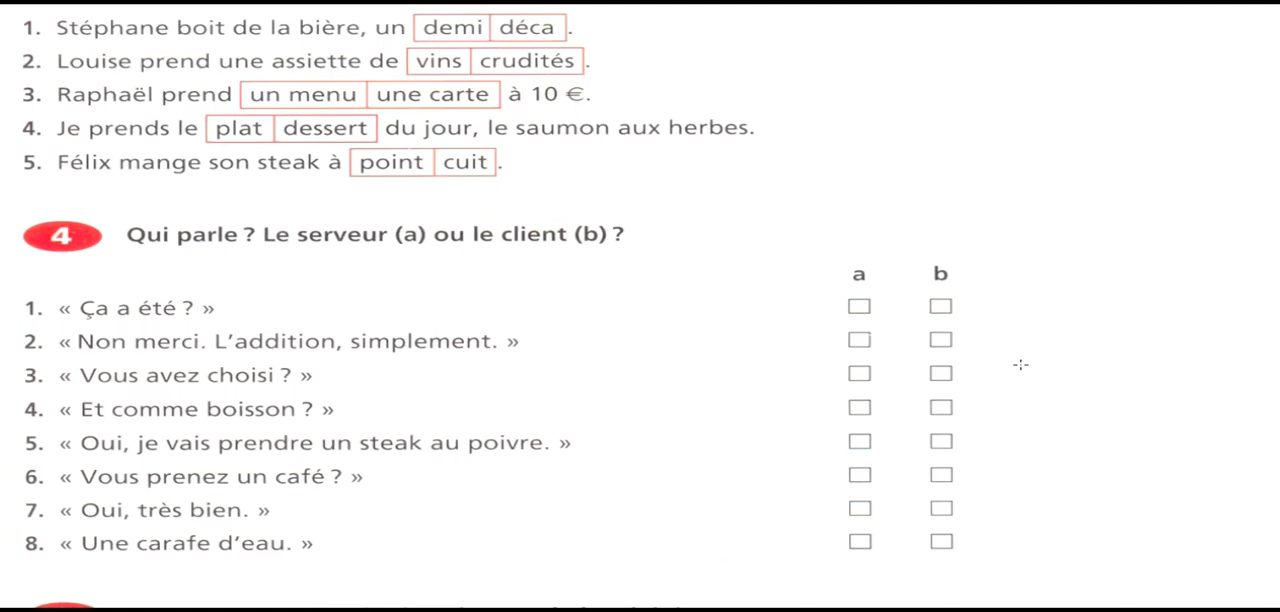 1. Stéphane boit de la bière, un demi déca .
2. Louise prend une assiette de vins crudités .
3. Raphaël prend un menu une carte à 10 €.
4. Je prends le plat dessert du jour, le saumon aux herbes.
5. Félix mange son steak à point cuit .
4 Qui parle ? Le serveur (a) ou le client (b) ?
a b
1. « Ça a été ? »
2. « Non merci. L’addition, simplement. »
3. « Vous avez choisi ? »
4. « Et comme boisson ? »
5. « Oui, je vais prendre un steak au poivre. »
6. « Vous prenez un café ? »
7. « Oui, très bien. »
8. « Une carafe d’eau. »